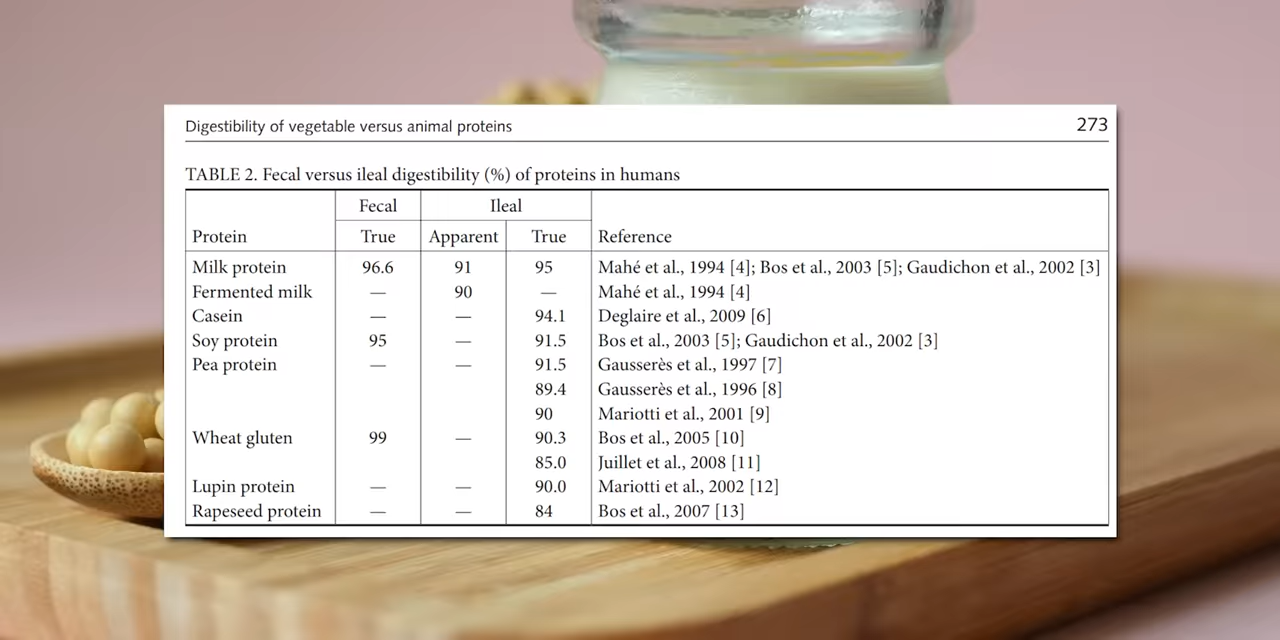 Digestibility of vegetable versus animal proteins 273
TABLE 2. Fecal versus ileal digestibility (%) of proteins in humans
Fecal Ileal
Protein True Apparent True Reference
Milk protein 96.6 91 95 Mahé et al., 1994 [4]; Bos et al., 2003 [5]; Gaudichon et al., 2002 [3]
Fermented milk — 90 — Mahé et al., 1994 [4]
Casein — — 94.1 Deglaire et al., 2009 [6]
Soy protein 95 — 91.5 Bos et al., 2003 [5]; Gaudichon et al., 2002 [3]
Pea protein — — 91.5 Gausserès et al., 1997 [7]
89.4 Gausserès et al., 1996 [8]
90 Mariotti et al., 2001 [9]
Wheat gluten 99 — 90.3 Bos et al., 2005 [10]
85.0 Juillet et al., 2008 [11]
Lupin protein — — 90.0 Mariotti et al., 2002 [12]
Rapeseed protein — — 84 Bos et al., 2007 [13]